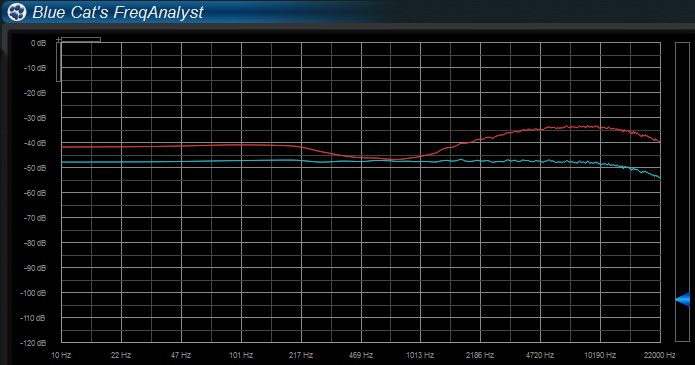 Blue Cat's FreqAnalyst
0 dB
-10 dB
-20 dB
-30 dB
-40 dB
-50 dB
-60 dB
-70 dB
-80 dB
-90 dB
-100 dB
-110 dB
-120 dB
10 Hz 22 Hz 47 Hz 101 Hz 217 Hz 469 Hz 1013 Hz 2186 Hz 4720 Hz 10190 Hz 22000 Hz